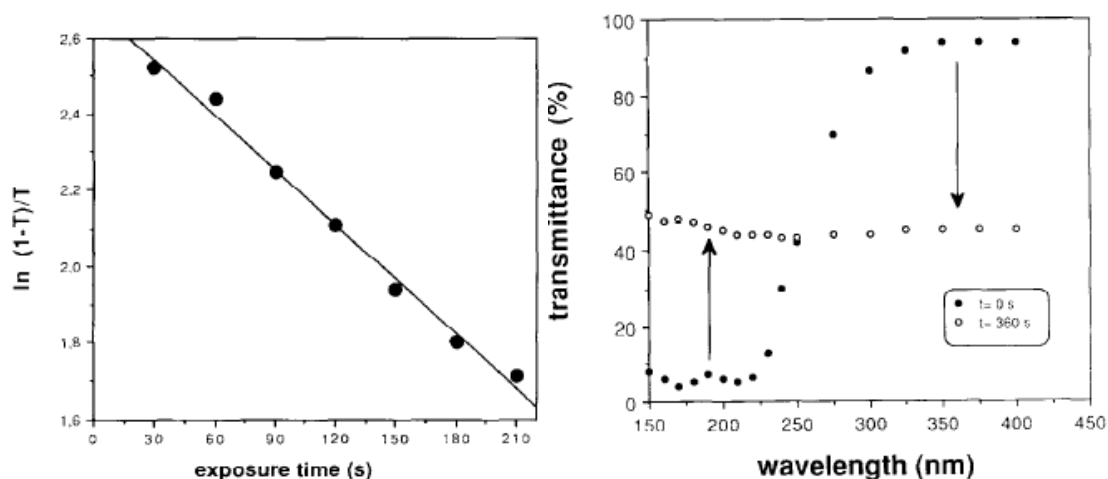 2,6
2,4
2,2
2,0
1,8
1,6
ln (1-T)/T
0 30 60 90 120 150 180 210
exposure time (s)
100
80
60
40
20
0
transmittance (%)
t= 0 s
t= 360 s
150 200 250 300 350 400 450
wavelength (nm)